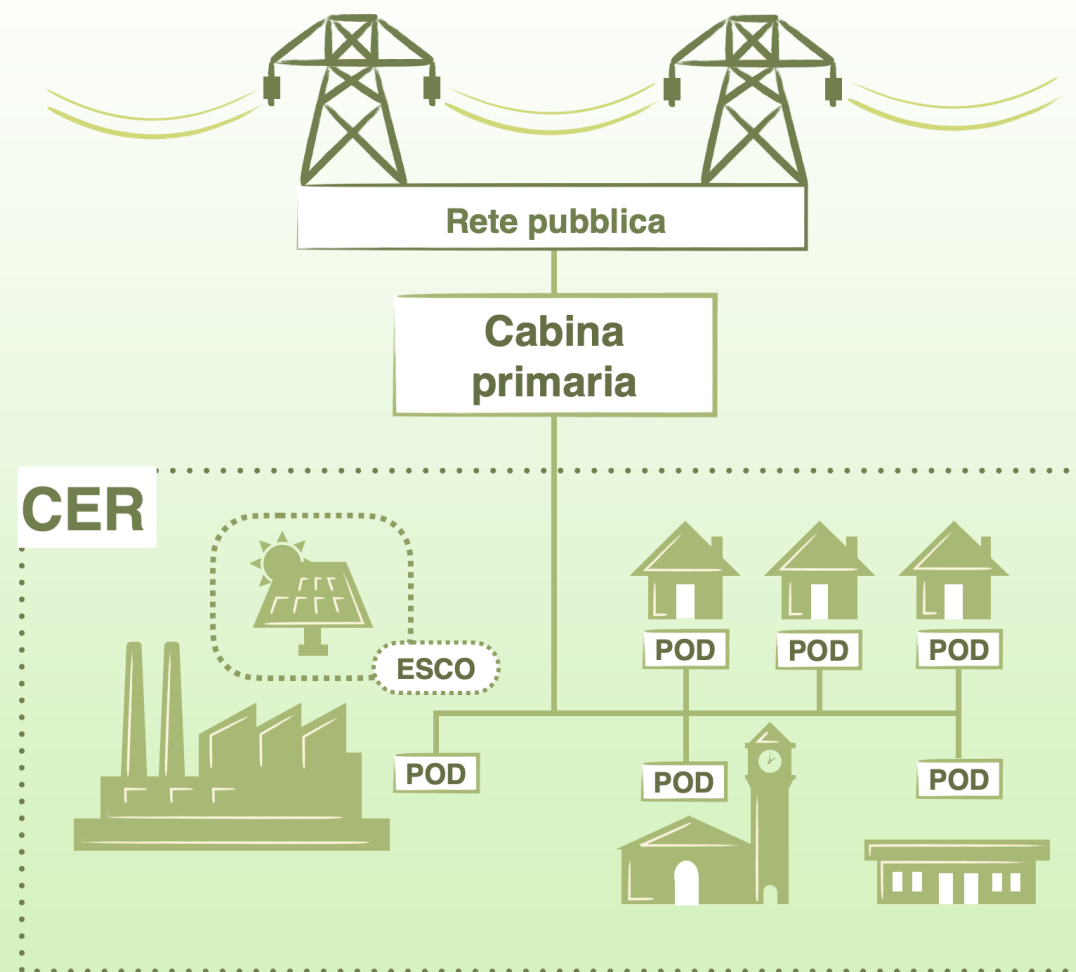 Rete pubblica
Cabina
primaria
CER
ESCO
POD
POD
POD
POD
POD
POD